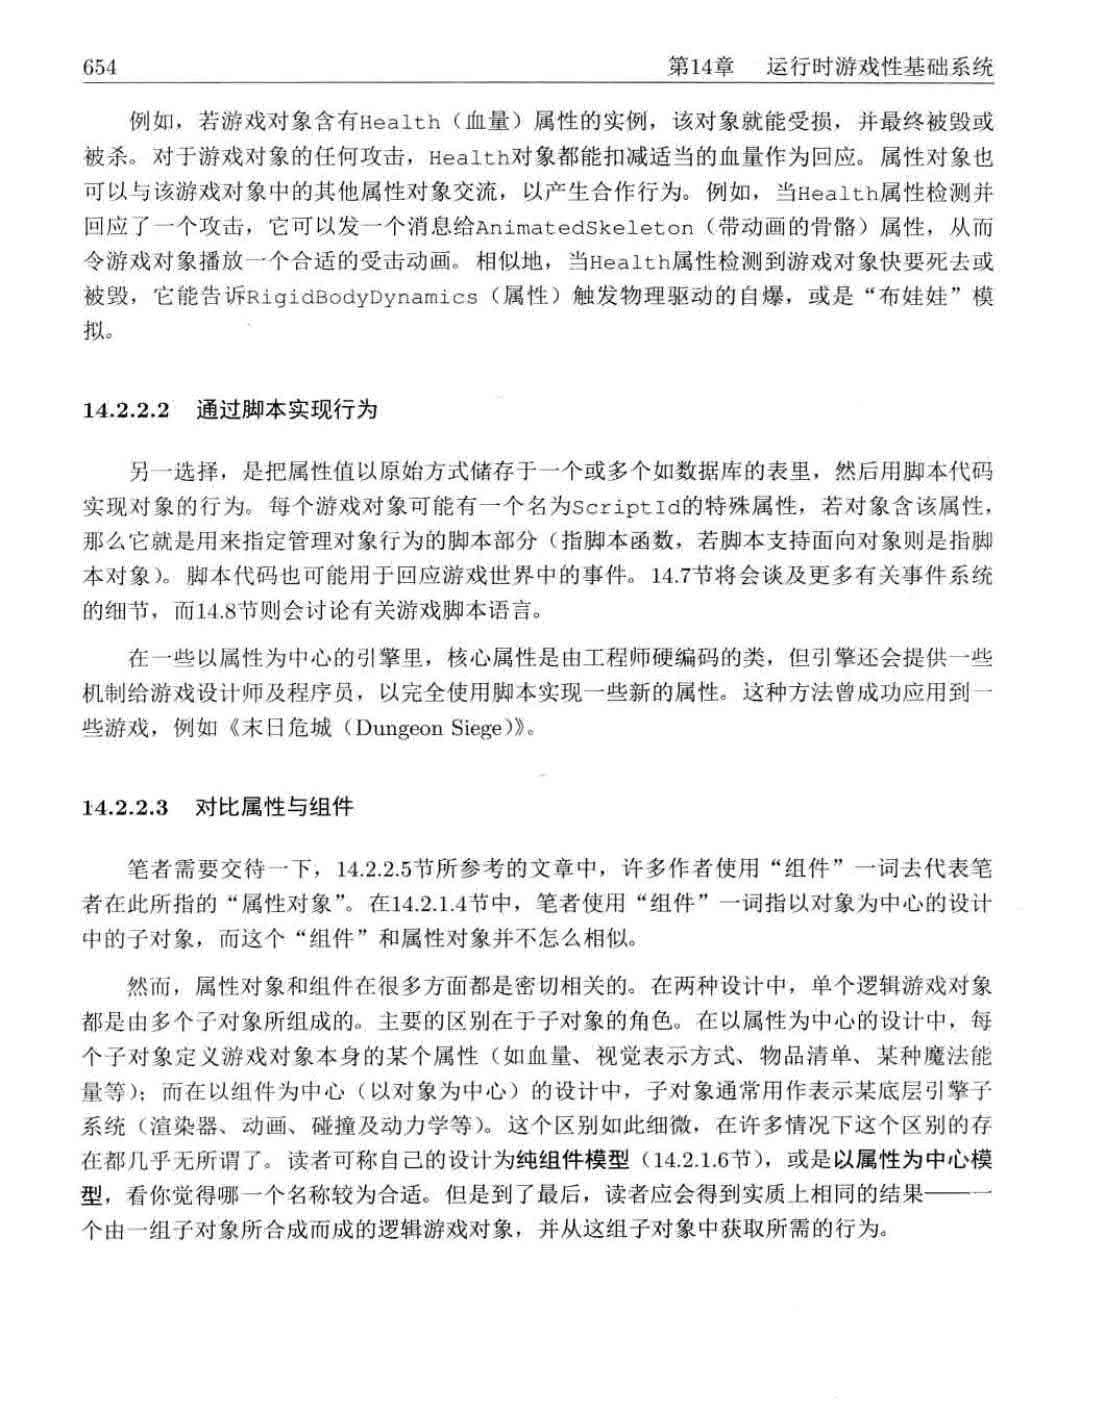 654 第14章 运行时游戏性基础系统
例如，若游戏对象含有Health（血量）属性的实例，该对象就能受损，并最终被毁或
被杀。对于游戏对象的任何攻击，Health对象都能扣减适当的血量作为回应。属性对象也
可以与该游戏对象中的其他属性对象交流，以产生合作行为。例如，当Health属性检测并
回应了一个攻击，它可以发一个消息给AnimatedSkeleton（带动画的骨骼）属性，从而
令游戏对象播放一个合适的受击动画。相似地，当Health属性检测到游戏对象快要死去或
被毁，它能告诉RigidBodyDynamics（属性）触发物理驱动的自爆，或是“布娃娃”模
拟。
14.2.2.2 通过脚本实现行为
另一选择，是把属性值以原始方式储存于一个或多个如数据库的表里，然后用脚本代码
实现对象的行为。每个游戏对象可能有一个名为ScriptId的特殊属性，若对象含该属性，
那么它就是用来指定管理对象行为的脚本部分（指脚本函数，若脚本支持面向对象则是指脚
本对象）。脚本代码也可能用于回应游戏世界中的事件。14.7节将会谈及更多有关事件系统
的细节，而14.8节则会讨论有关游戏脚本语言。
在一些以属性为中心的引擎里，核心属性是由工程师硬编码的类，但引擎还会提供一些
机制给游戏设计师及程序员，以完全使用脚本实现一些新的属性。这种方法曾成功应用到一
些游戏，例如《末日危城（Dungeon Siege）》。
14.2.2.3 对比属性与组件
笔者需要交待一下，14.2.2.5节所参考的文章中，许多作者使用“组件”一词去代表笔
者在此所指的“属性对象”。在14.2.1.4节中，笔者使用“组件”一词指以对象为中心的设计
中的子对象，而这个“组件”和属性对象并不怎么相似。
然而，属性对象和组件在很多方面都是密切相关的。在两种设计中，单个逻辑游戏对象
都是由多个子对象所组成的。主要的区别在于子对象的角色。在以属性为中心的设计中，每
个子对象定义游戏对象本身的某个属性（如血量、视觉表示方式、物品清单、某种魔法能
量等）；而在以组件为中心（以对象为中心）的设计中，子对象通常用作表示某底层引擎子
系统（渲染器、动画、碰撞及动力学等）。这个区别如此细微，在许多情况下这个区别的存
在都几乎无所谓了。读者可称自己的设计为纯组件模型（14.2.1.6节），或是以属性为中心模
型，看你觉得哪一个名称较为合适。但是到了最后，读者应会得到实质上相同的结果——一
个由一组子对象所合成而成的逻辑游戏对象，并从这组子对象中获取所需的行为。